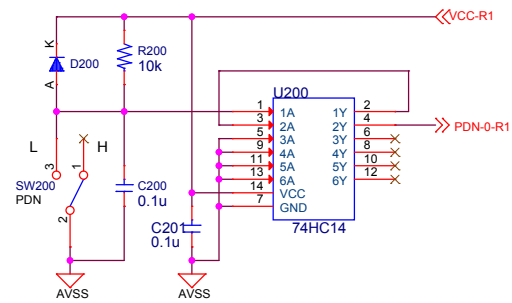 VCC-R1
K
D200
A
R200
10k
U200
1 1A 1Y 2
3 2A 2Y 4
5 3A 3Y 6
9 4A 4Y 8
11 5A 5Y 10
13 6A 6Y 12
14 VCC
7 GND
74HC14
PDN-0-R1
L
H
3
1
2
SW200
PDN
C200
0.1u
C201
0.1u
AVSS
AVSS